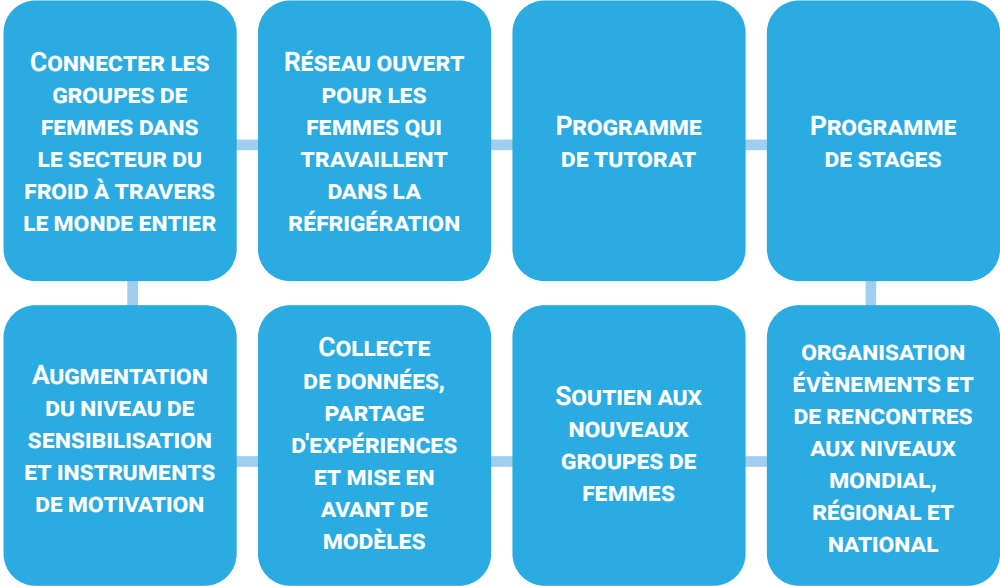 Connecter les
groupes de
femmes dans
le secteur du
froid à travers
le monde entier
Réseau ouvert
pour les
femmes qui
travaillent
dans la
réfrigération
Programme
de tutorat
Programme
de stages
Augmentation
du niveau de
sensibilisation
et instruments
de motivation
Collecte
de données,
partage
d'expériences
et mise en
avant de
modèles
Soutien aux
nouveaux
groupes de
femmes
organisation
évènements et
de rencontres
aux niveaux
mondial,
régional et
national